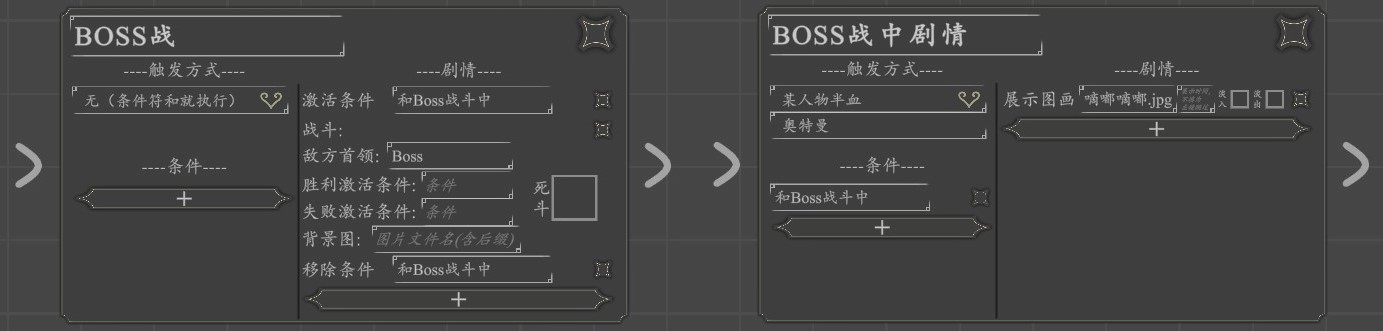 BOSS战
----触发方式----
无（条件符和就执行）
----条件----
+
----剧情----
激活条件 和Boss战斗中
战斗:
敌方首领: Boss
胜利激活条件: 条件
失败激活条件: 条件
死斗
背景图: 图片文件名(含后缀)
移除条件 和Boss战斗中
+
BOSS战中剧情
----触发方式----
某人物半血
奥特曼
----条件----
和Boss战斗中
+
----剧情----
展示图画 嘀嘟嘀嘟.jpg 淡入 淡出
+